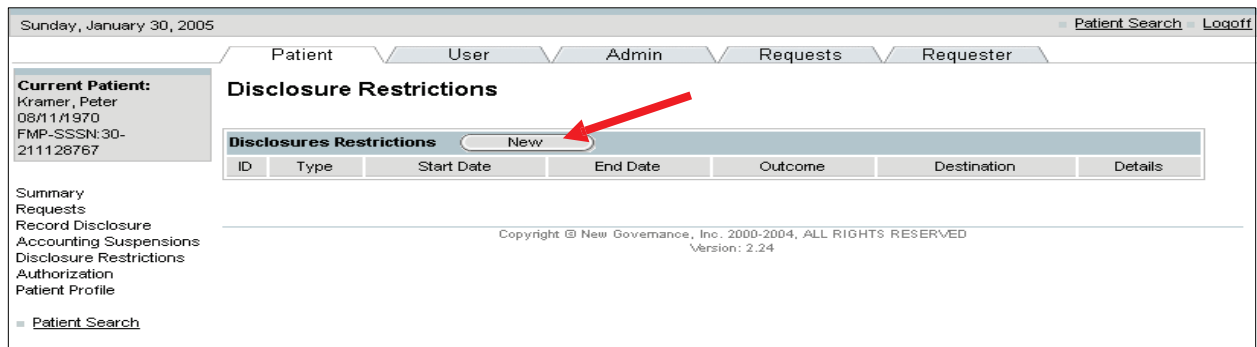 Sunday, January 30, 2005
Patient Search Logoff
Patient User Admin Requests Requester
Current Patient:
Kramer, Peter
08/11/1970
FMP-SSSN:30-
211128767
Disclosure Restrictions
Disclosures Restrictions New
ID Type Start Date End Date Outcome Destination Details
Summary
Requests
Record Disclosure
Accounting Suspensions
Disclosure Restrictions
Authorization
Patient Profile
Patient Search
Copyright © New Governance, Inc. 2000-2004, ALL RIGHTS RESERVED
Version: 2.24